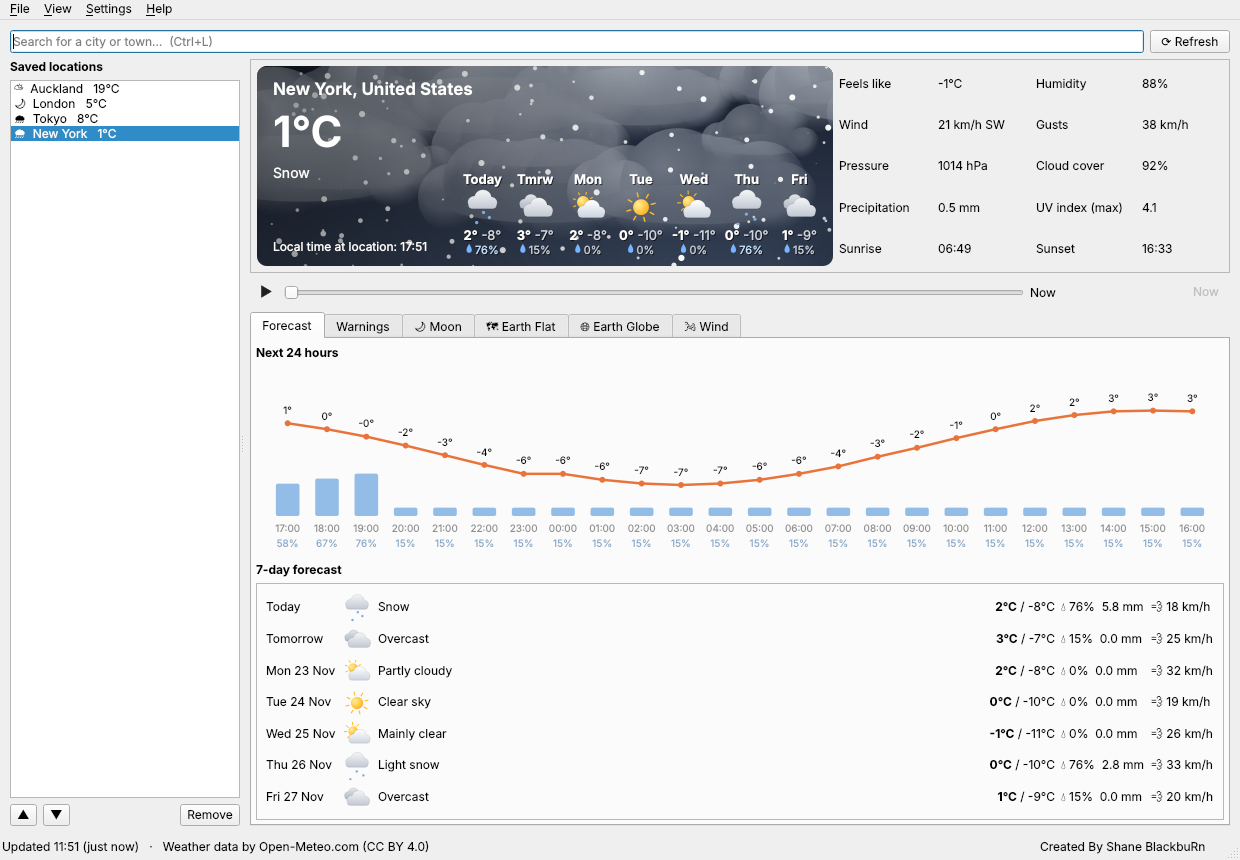 File View Settings Help
Search for a city or town... (Ctrl+L)
⟳ Refresh
Saved locations
Auckland 19°C
London 5°C
Tokyo 8°C
New York 1°C
▲ ▼ Remove
New York, United States
1°C
Snow
Local time at location: 17:51
Today Tmrw Mon Tue Wed Thu Fri
2° -8° 3° -7° 2° -8° 0° -10° -1° -11° 0° -10° 1° -9°
76% 15% 0% 0% 0% 76% 15%
Feels like -1°C Humidity 88%
Wind 21 km/h SW Gusts 38 km/h
Pressure 1014 hPa Cloud cover 92%
Precipitation 0.5 mm UV index (max) 4.1
Sunrise 06:49 Sunset 16:33
▶ Now Now
Forecast Warnings Moon Earth Flat Earth Globe Wind
Next 24 hours
1° 0° -0° -2° -3° -4° -6° -6° -6° -7° -7° -7° -6° -6° -4° -3° -2° -1° 0° 2° 2° 3° 3° 3°
17:00 18:00 19:00 20:00 21:00 22:00 23:00 00:00 01:00 02:00 03:00 04:00 05:00 06:00 07:00 08:00 09:00 10:00 11:00 12:00 13:00 14:00 15:00 16:00
58% 67% 76% 15% 15% 15% 15% 15% 15% 15% 15% 15% 15% 15% 15% 15% 15% 15% 15% 15% 15% 15% 15% 15%
7-day forecast
Today Snow 2°C / -8°C 76% 5.8 mm 18 km/h
Tomorrow Overcast 3°C / -7°C 15% 0.0 mm 25 km/h
Mon 23 Nov Partly cloudy 2°C / -8°C 0% 0.0 mm 32 km/h
Tue 24 Nov Clear sky 0°C / -10°C 0% 0.0 mm 19 km/h
Wed 25 Nov Mainly clear -1°C / -11°C 0% 0.0 mm 26 km/h
Thu 26 Nov Light snow 0°C / -10°C 76% 2.8 mm 33 km/h
Fri 27 Nov Overcast 1°C / -9°C 15% 0.0 mm 20 km/h
Updated 11:51 (just now) · Weather data by Open-Meteo.com (CC BY 4.0)
Created By Shane BlackbuRn